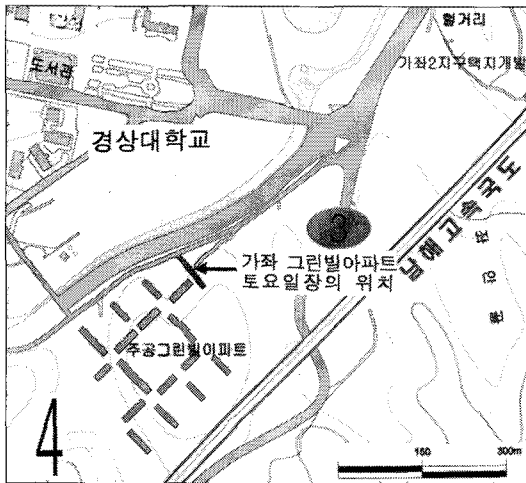 도서관
경상대학교
가좌2지구택지개발
남해고속국도
3
가좌 그린빌아파트
토요일장의 위치
주공그린빌아파트
4
150
300m